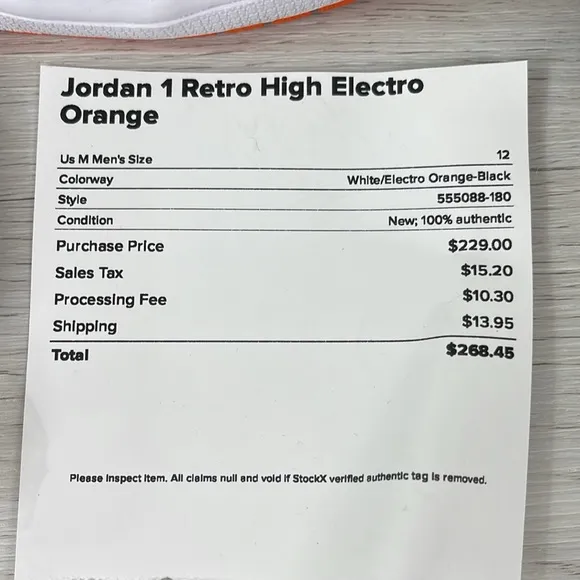 Jordan 1 Retro High Electro
Orange
Us M Men's Size 12
Colorway White/Electro Orange-Black
Style 555088-180
Condition New; 100% authentic
Purchase Price $229.00
Sales Tax $15.20
Processing Fee $10.30
Shipping $13.95
Total $268.45
Please inspect item. All claims null and void if StockX verified authentic tag is removed.